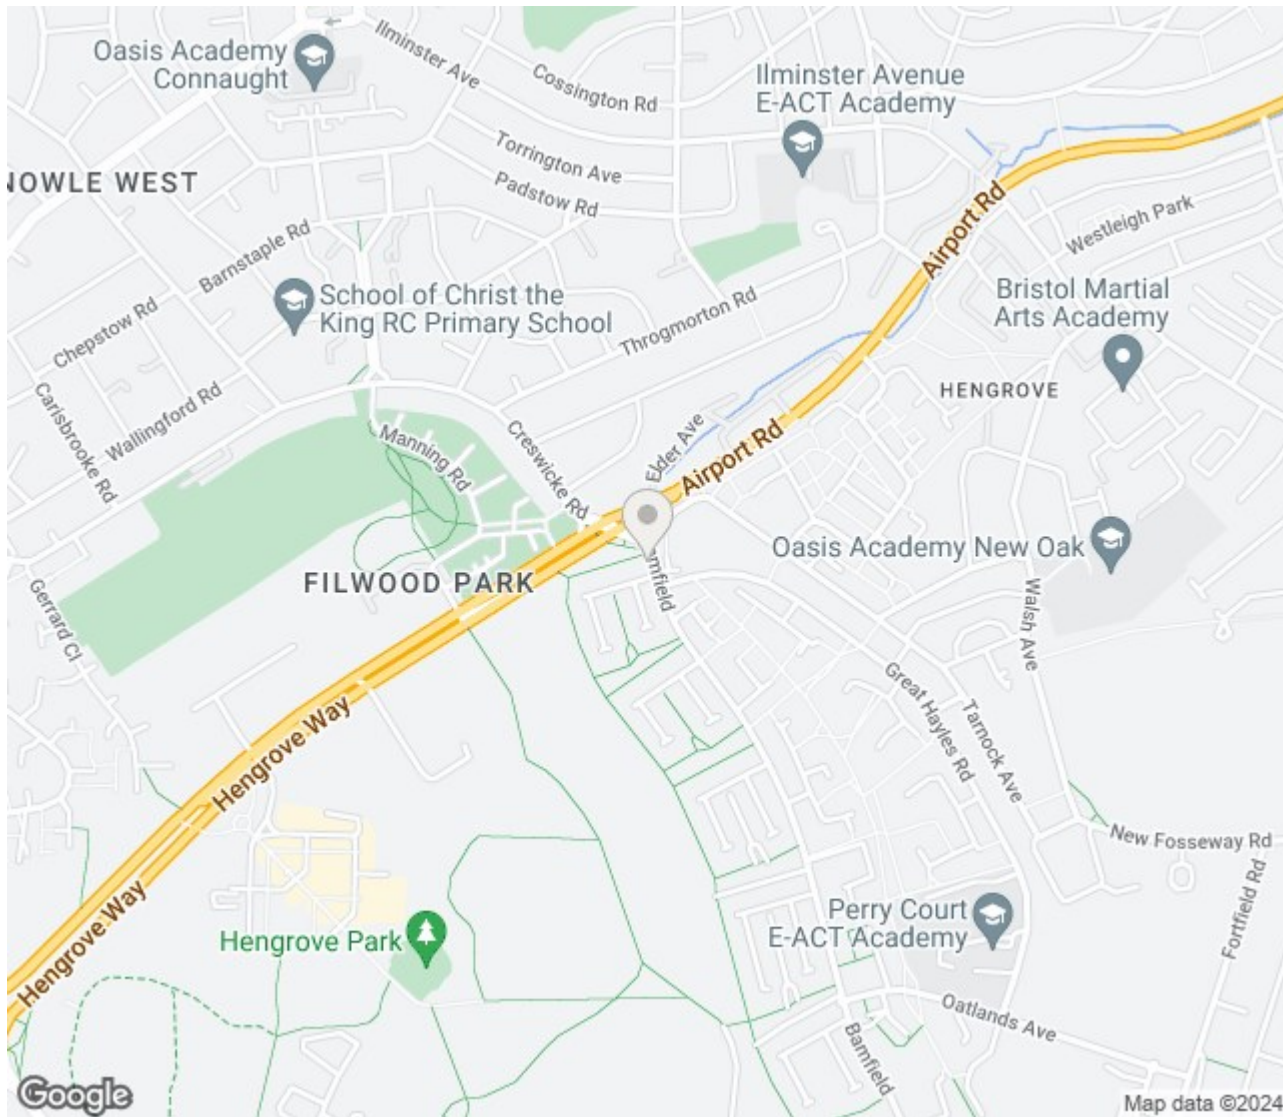 Oasis Academy
Connaught
Ilminster Ave
Cossington Rd
Ilminster Avenue
E-ACT Academy
Torrington Ave
Padstow Rd
NOWLE WEST
Barnstaple Rd
Airport Rd
Westleigh Park
School of Christ the
King RC Primary School
Chepstow Rd
Throgmorton Rd
Bristol Martial
Arts Academy
Carisbrooke Rd
Wallingford Rd
HENGROVE
Manning Rd
Creswicke Rd
Elder Ave
Airport Rd
Oasis Academy New Oak
FILWOOD PARK
amfield
Gerrard Cl
Walsh Ave
Hengrove Way
Great Hayles Rd
Tarnock Ave
New Fosseway Rd
Hengrove Way
Perry Court
E-ACT Academy
Fortfield Rd
Hengrove Park
Oatlands Ave
Bamfield
Google
Map data ©2024